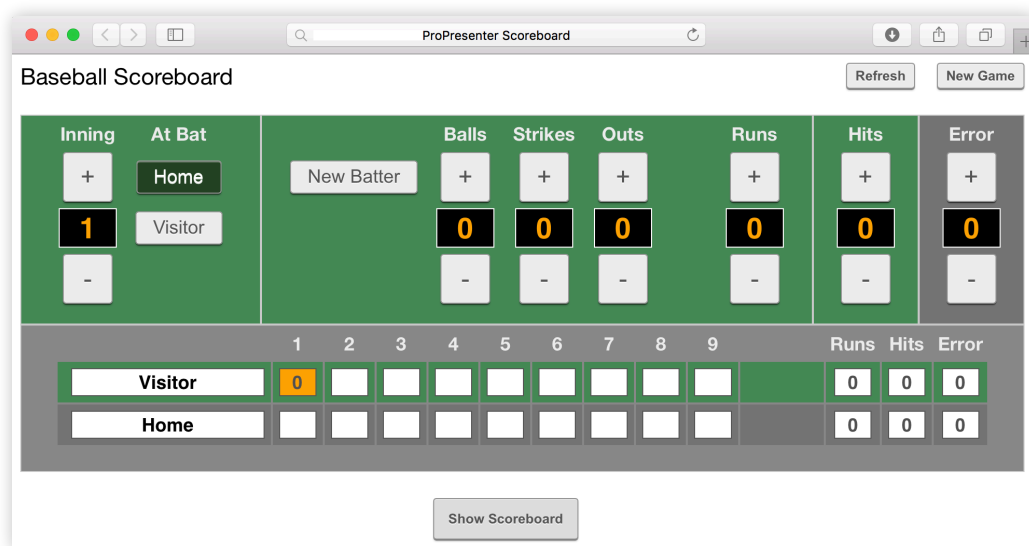 ProPresenter Scoreboard
Baseball Scoreboard Refresh New Game
Inning At Bat Balls Strikes Outs Runs Hits Error
+ Home New Batter + + + + + +
1 Visitor 0 0 0 0 0 0
- - - - - - -
1 2 3 4 5 6 7 8 9 Runs Hits Error
Visitor 0 0 0 0
Home 0 0 0
Show Scoreboard